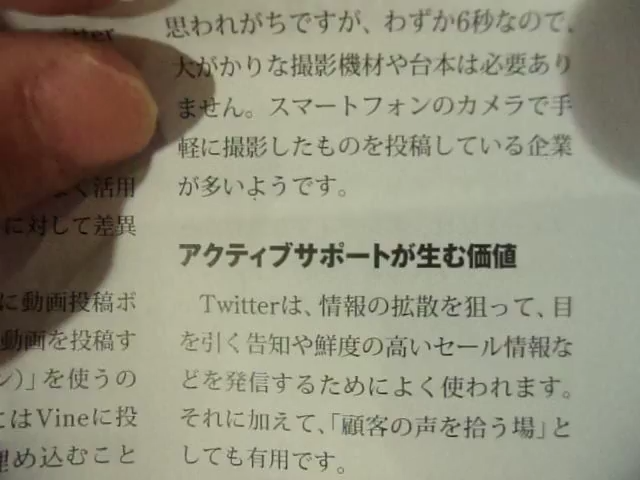 思われがちですが、わずか6秒なので、
大がかりな撮影機材や台本は必要あり
ません。スマートフォンのカメラで手
軽に撮影したものを投稿している企業
が多いようです。
アクティブサポートが生む価値
Twitterは、情報の拡散を狙って、目
を引く告知や鮮度の高いセール情報な
どを発信するためによく使われます。
それに加えて、「顧客の声を拾う場」と
しても有用です。
活用
に対して差異
に動画投稿ボ
動画を投稿す
ン)」を使うの
にはVineに投
埋め込むこと